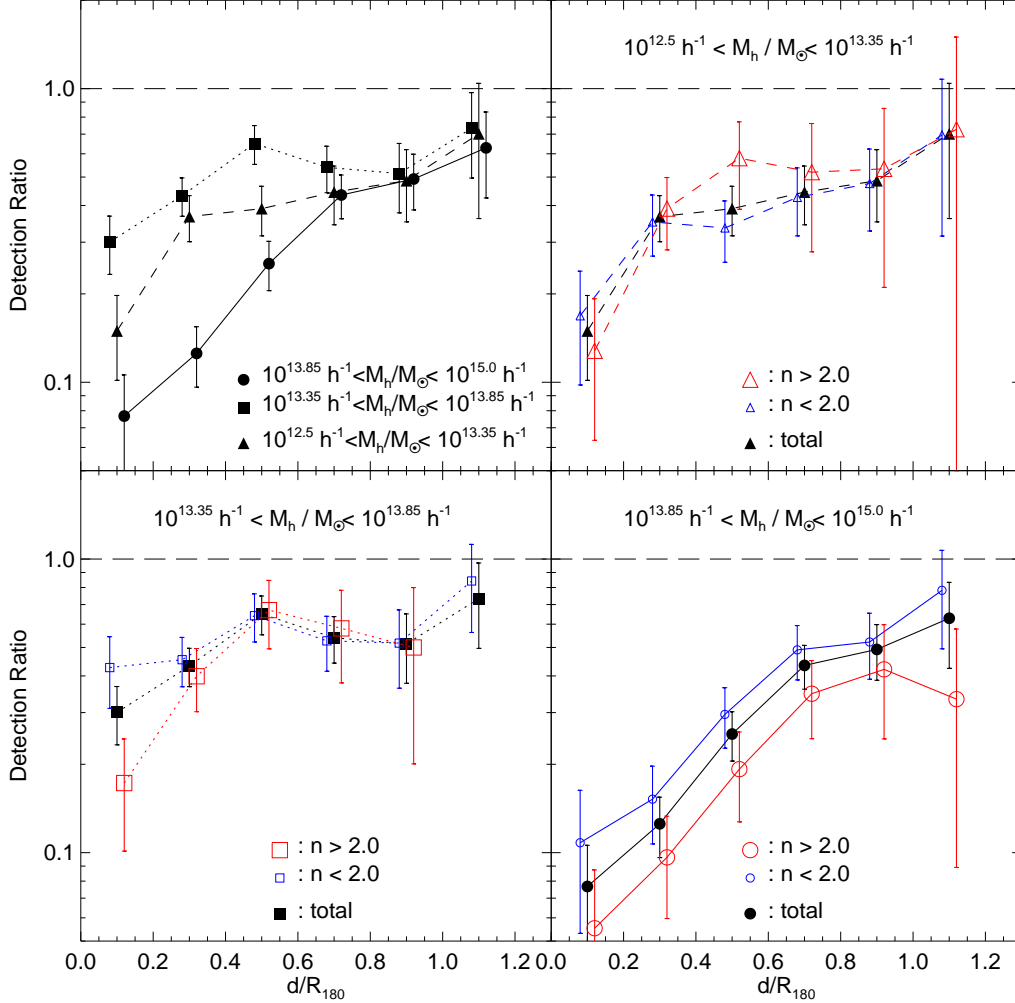 10^12.5 h^-1 < M_h / M_⊙ < 10^13.35 h^-1
1.0
Detection Ratio
0.1
10^13.85 h^-1 <M_h/M_⊙< 10^15.0 h^-1
10^13.35 h^-1 <M_h/M_⊙< 10^13.85 h^-1
10^12.5 h^-1 <M_h/M_⊙< 10^13.35 h^-1
: n > 2.0
: n < 2.0
: total
10^13.35 h^-1 < M_h / M_⊙ < 10^13.85 h^-1
10^13.85 h^-1 < M_h / M_⊙ < 10^15.0 h^-1
1.0
Detection Ratio
0.1
: n > 2.0
: n < 2.0
: total
: n > 2.0
: n < 2.0
: total
0.0 0.2 0.4 0.6 0.8 1.0 1.2 0.0 0.2 0.4 0.6 0.8 1.0 1.2
d/R_180 d/R_180